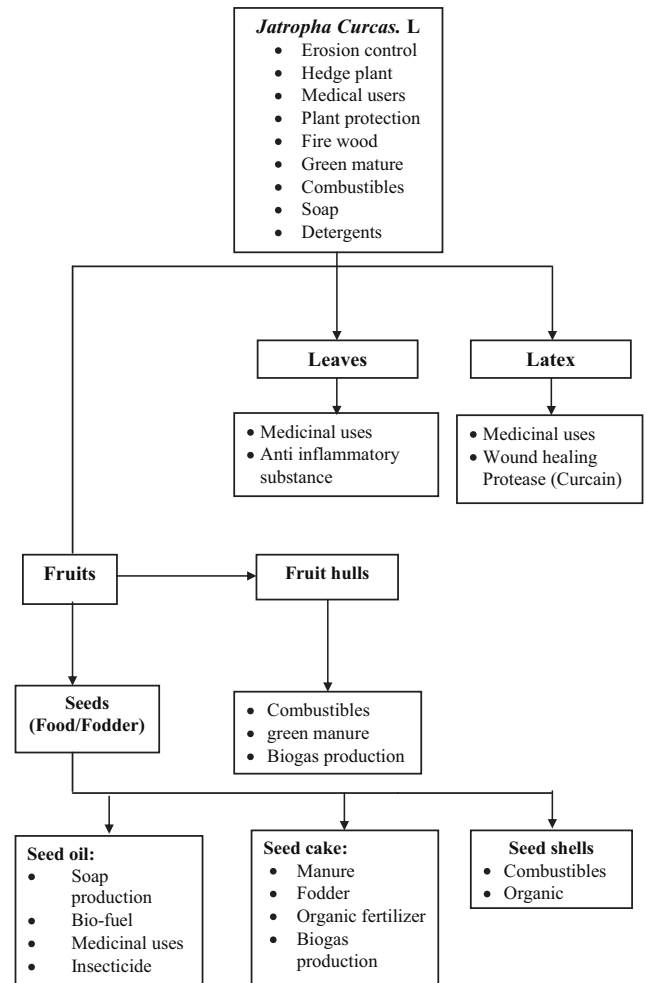 Jatropha Curcas. L
• Erosion control
• Hedge plant
• Medical users
• Plant protection
• Fire wood
• Green mature
• Combustibles
• Soap
• Detergents
Leaves
• Medicinal uses
• Anti inflammatory
substance
Latex
• Medicinal uses
• Wound healing
Protease (Curcain)
Fruits
Fruit hulls
Seeds
(Food/Fodder)
• Combustibles
• green manure
• Biogas production
Seed oil:
• Soap
production
• Bio-fuel
• Medicinal uses
• Insecticide
Seed cake:
• Manure
• Fodder
• Organic fertilizer
• Biogas
production
Seed shells
• Combustibles
• Organic